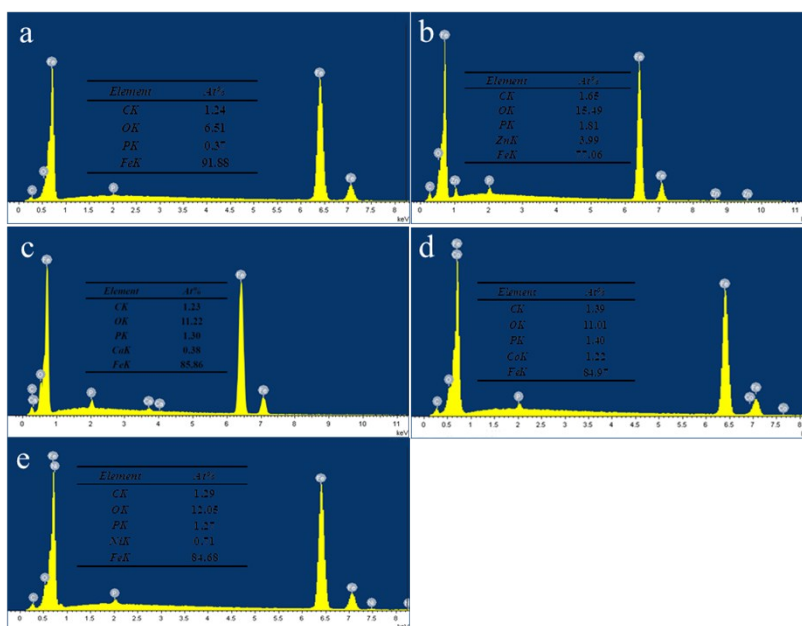 a
Element At%
CK 1.24
OK 6.51
PK 0.37
FeK 91.88
0 0.5 1 1.5 2 2.5 3 3.5 4 4.5 5 5.5 6 6.5 7 7.5 8
keV
b
Element At%
CK 1.65
OK 15.49
PK 1.81
ZnK 3.99
FeK 77.06
0 1 2 3 4 5 6 7 8 9 10 11
keV
c
Element At%
CK 1.23
OK 11.22
PK 1.30
CaK 0.39
FeK 85.86
0 1 2 3 4 5 6 7 8 9 10 11
keV
d
Element At%
CK 1.39
OK 11.01
PK 1.40
CoK 1.22
FeK 84.97
0 0.5 1 1.5 2 2.5 3 3.5 4 4.5 5 5.5 6 6.5 7 7.5 8
keV
e
Element At%
CK 1.29
OK 12.05
PK 1.27
NiK 0.71
FeK 84.68
0 0.5 1 1.5 2 2.5 3 3.5 4 4.5 5 5.5 6 6.5 7 7.5 8
keV